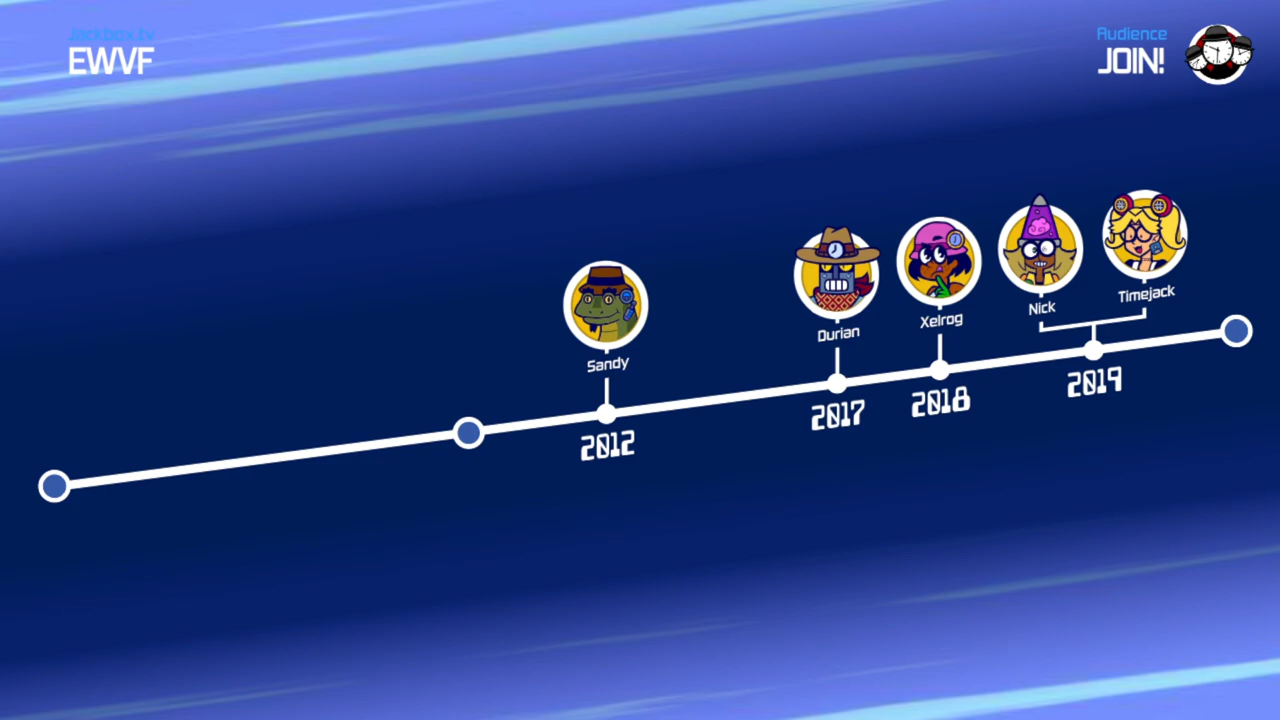 Jackbox.tv
EWVF
Audience
JOIN!
Sandy
Durian
Xelrog
Nick
Timejack
2012
2017
2018
2019